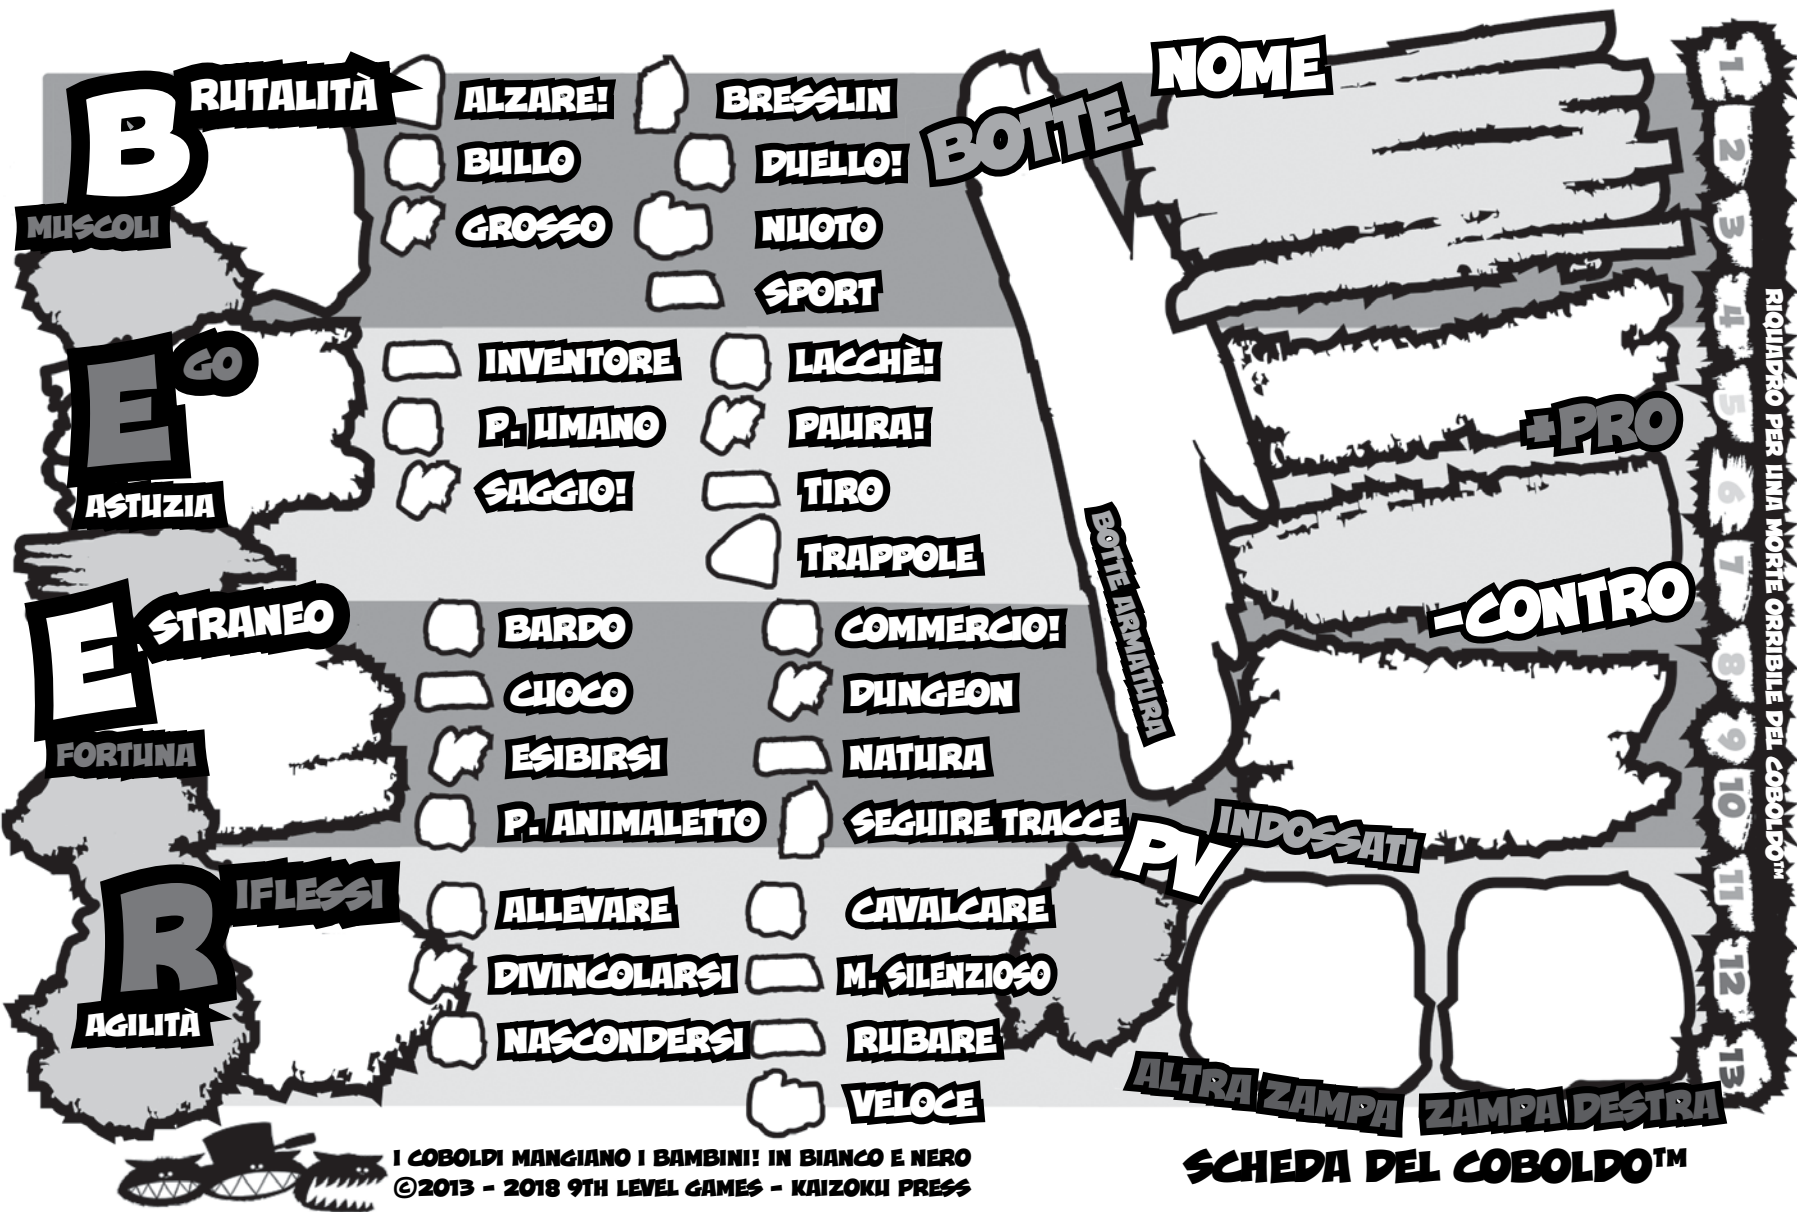 BRUTALITÀ
MUSCOLI
ALZARE!
BULLO
GROSSO
BRESSLIN
DUELLO!
NUOTO
SPORT
EGO
ASTUZIA
INVENTORE
P. UMANO
SAGGIO!
LACCHÈ!
PAURA!
TIRO
TRAPPOLE
ESTRANEO
FORTUNA
BARDO
CUOCO
ESIBIRSI
P. ANIMALETTO
COMMERCIO!
DUNGEON
NATURA
SEGUIRE TRACCE
RIFLESSI
AGILITÀ
ALLEVARE
DIVINCOLARSI
NASCONDERSI
CAVALCARE
M. SILENZIOSO
RUBARE
VELOCE
BOTTE
BOTTE ARMATURA
NOME
+PRO
-CONTRO
PV
INDOSSATI
ALTRA ZAMPA
ZAMPA DESTRA
1
2
3
4
5
6
7
8
9
10
11
12
13
RIQUADRO PER UNA MORTE ORRIBILE DEL COBOLDO™
I COBOLDI MANGIANO I BAMBINI! IN BIANCO E NERO
©2013 - 2018 9TH LEVEL GAMES - KAIZOKU PRESS
SCHEDA DEL COBOLDO™